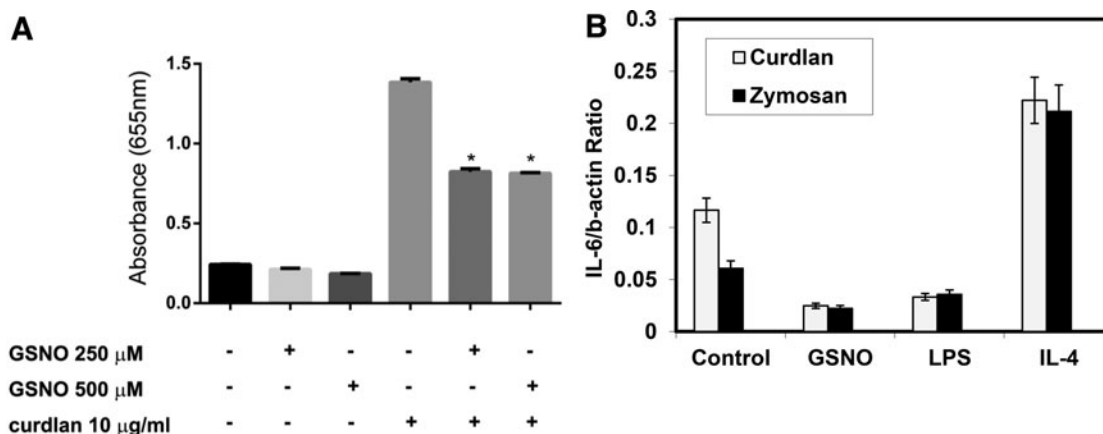 A
Absorbance (655nm)
1.5
1.0
0.5
0.0
* *
GSNO 250 μM - + - - + -
GSNO 500 μM - - + - - +
curdlan 10 μg/ml - - - + + +
B
IL-6/b-actin Ratio
0.3
0.25
0.2
0.15
0.1
0.05
0
Curdlan
Zymosan
Control GSNO LPS IL-4